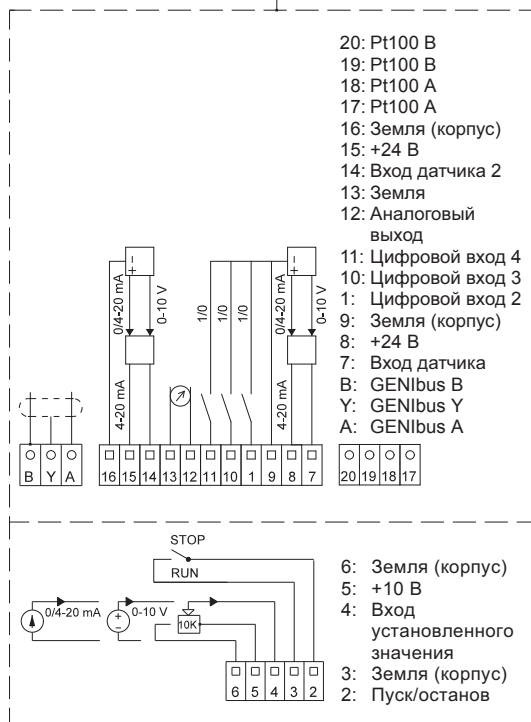 20: Pt100 B
19: Pt100 B
18: Pt100 A
17: Pt100 A
16: Земля (корпус)
15: +24 В
14: Вход датчика 2
13: Земля
12: Аналоговый
выход
11: Цифровой вход 4
10: Цифровой вход 3
1: Цифровой вход 2
9: Земля (корпус)
8: +24 В
7: Вход датчика
B: GENIbus B
Y: GENIbus Y
A: GENIbus A
- +
0/4-20 mA
0-10 V
4-20 mA
1/0
1/0
1/0
- +
0/4-20 mA
0-10 V
4-20 mA
B Y A
16 15 14 13 12 11 10 1 9 8 7
20 19 18 17
STOP
RUN
0/4-20 mA
+ -
0-10 V
10K
6 5 4 3 2
6: Земля (корпус)
5: +10 В
4: Вход
установленного
значения
3: Земля (корпус)
2: Пуск/останов